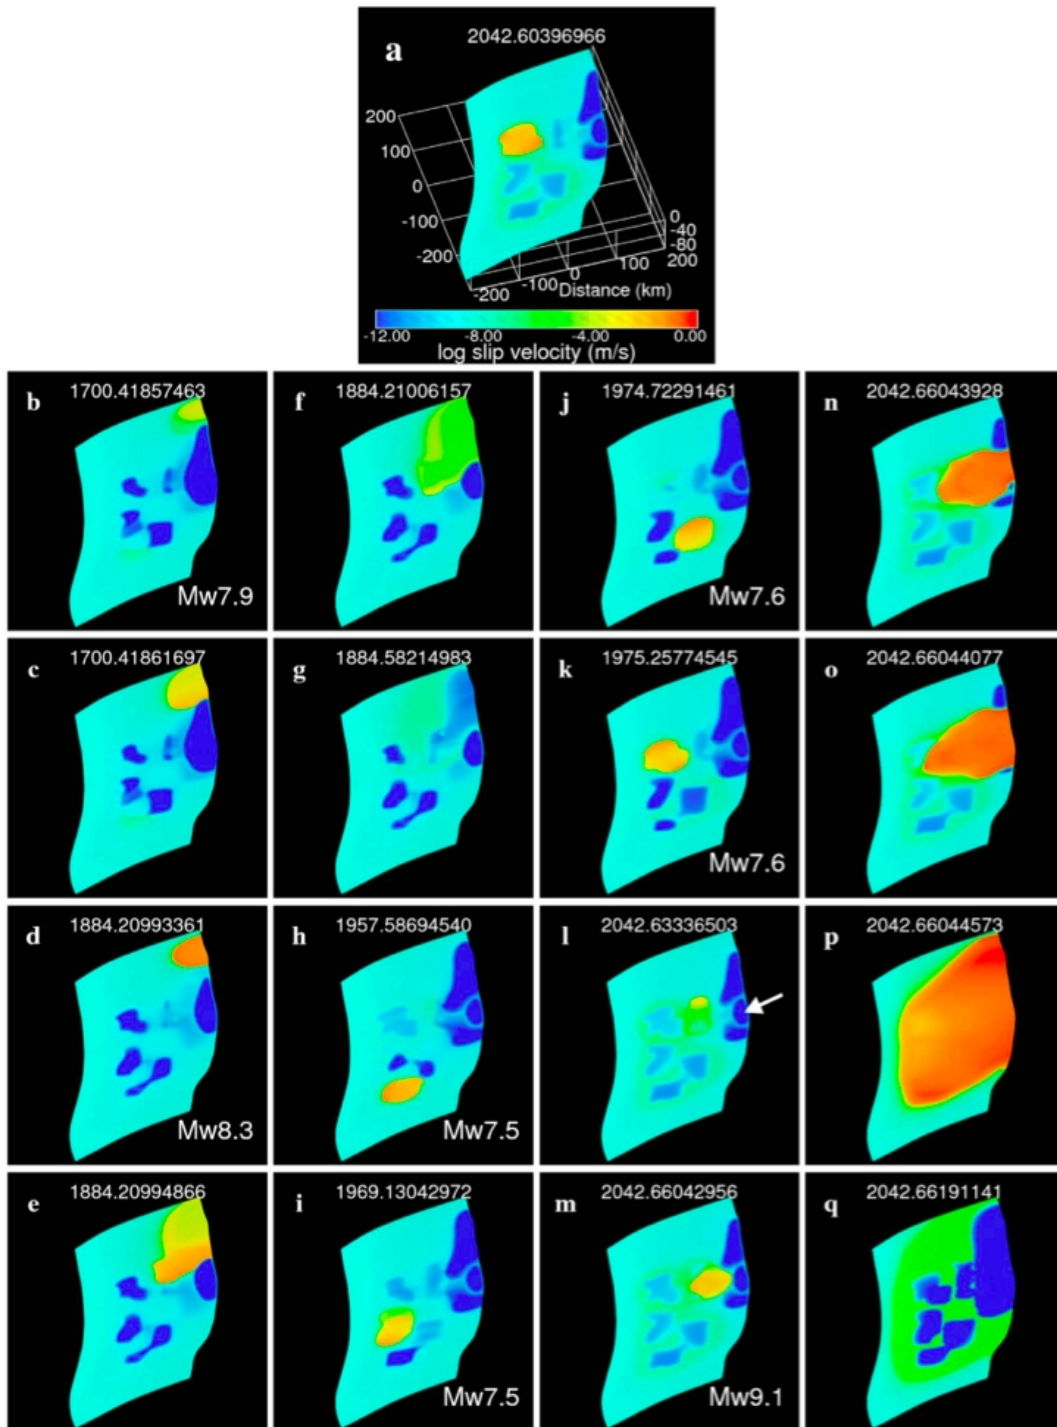 a
2042.60396966
200
100
0
-100
-200
0
-40
-80
200
100
0
-100
-200
Distance (km)
-12.00 -8.00 -4.00 0.00
log slip velocity (m/s)
b 1700.41857463
Mw7.9
f 1884.21006157
j 1974.72291461
Mw7.6
n 2042.66043928
c 1700.41861697
g 1884.58214983
k 1975.25774545
Mw7.6
o 2042.66044077
d 1884.20993361
Mw8.3
h 1957.58694540
Mw7.5
l 2042.63336503
p 2042.66044573
e 1884.20994866
i 1969.13042972
Mw7.5
m 2042.66042956
Mw9.1
q 2042.66191141